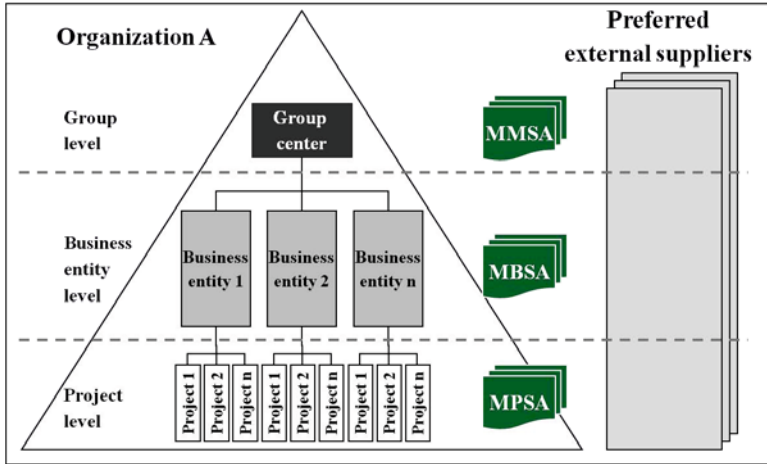 Organization A
Preferred
external suppliers
Group
level
Group
center
MMSA
Business
entity
level
Business
entity 1
Business
entity 2
Business
entity n
MBSA
Project
level
Project 1
Project 2
Project n
Project 1
Project 2
Project n
Project 1
Project 2
Project n
MPSA